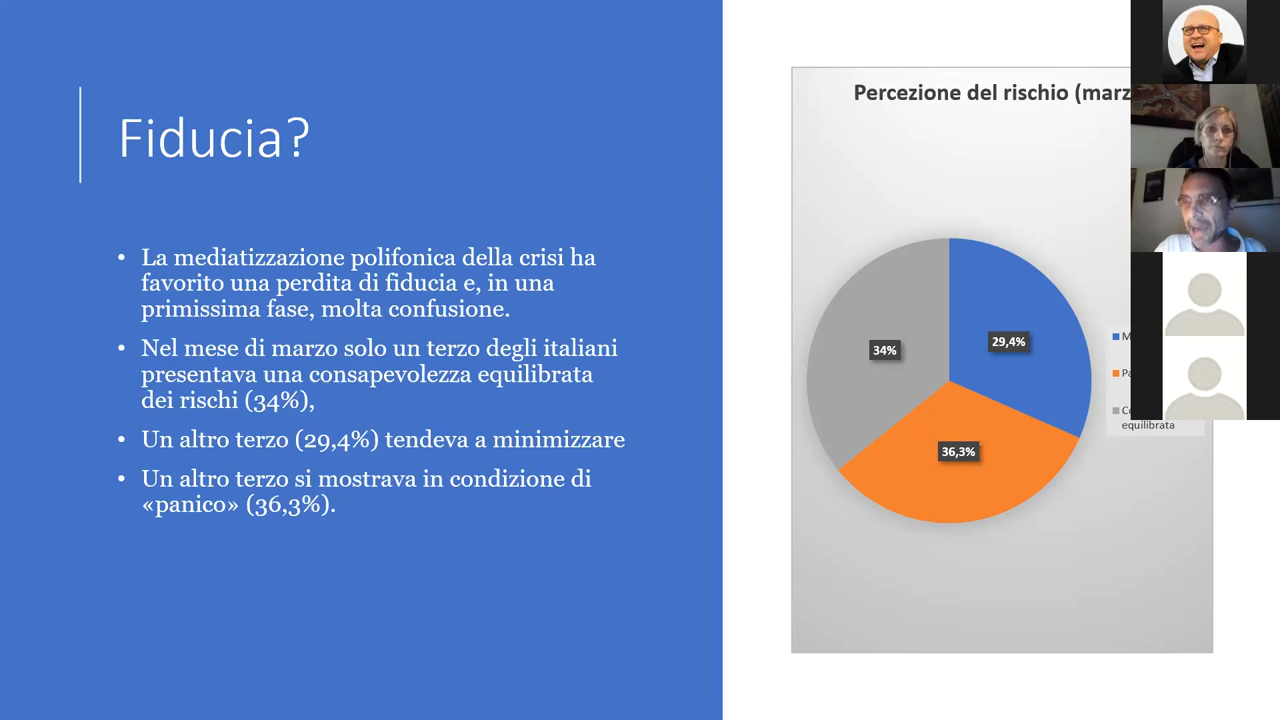 Fiducia?
• La mediatizzazione polifonica della crisi ha
favorito una perdita di fiducia e, in una
primissima fase, molta confusione.
• Nel mese di marzo solo un terzo degli italiani
presentava una consapevolezza equilibrata
dei rischi (34%),
• Un altro terzo (29,4%) tendeva a minimizzare
• Un altro terzo si mostrava in condizione di
«panico» (36,3%).
Percezione del rischio
34%
29,4%
36,3%
equilibrata